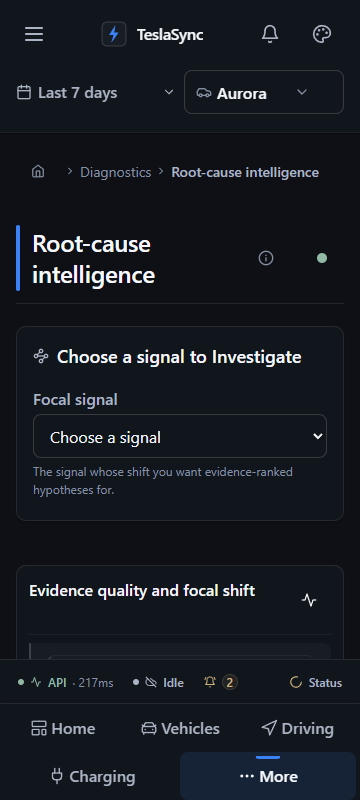 TeslaSync
Last 7 days
Aurora
Diagnostics
Root-cause intelligence
Root-cause
intelligence
Choose a signal to Investigate
Focal signal
Choose a signal
The signal whose shift you want evidence-ranked
hypotheses for.
Evidence quality and focal shift
API · 217ms
Idle
2
Status
Home
Vehicles
Driving
Charging
More